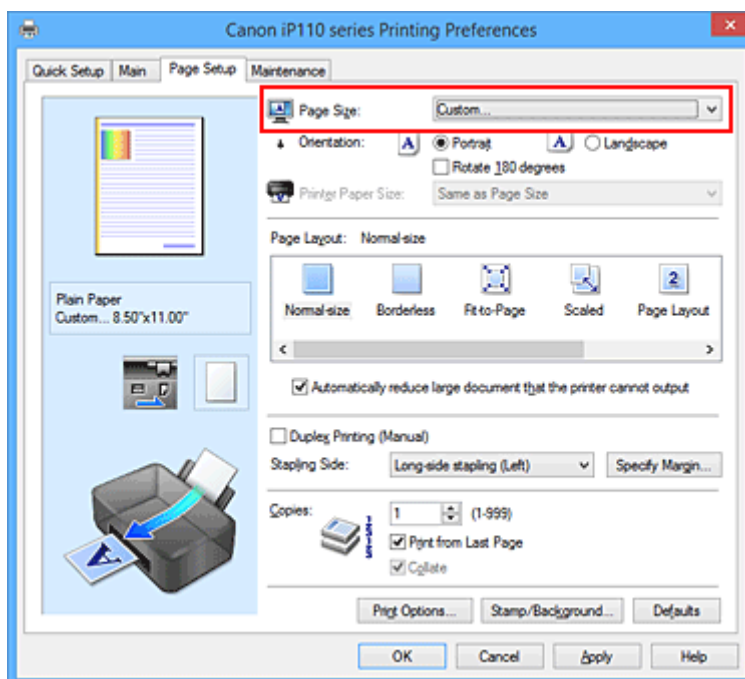 Canon iP110 series Printing Preferences
Quick Setup Main Page Setup Maintenance
Page Size: Custom...
Orientation: A Portrait A Landscape
Rotate 180 degrees
Printer Paper Size: Same as Page Size
Page Layout: Normal-size
2
Normal-size Borderless Fit-to-Page Scaled Page Layout
Plain Paper
Custom... 8.50"x11.00"
Automatically reduce large document that the printer cannot output
Duplex Printing (Manual)
Stapling Side: Long-side stapling (Left) Specify Margin...
Copies: 1 (1-999)
Print from Last Page
Collate
A
Print Options... Stamp/Background... Defaults
OK Cancel Apply Help